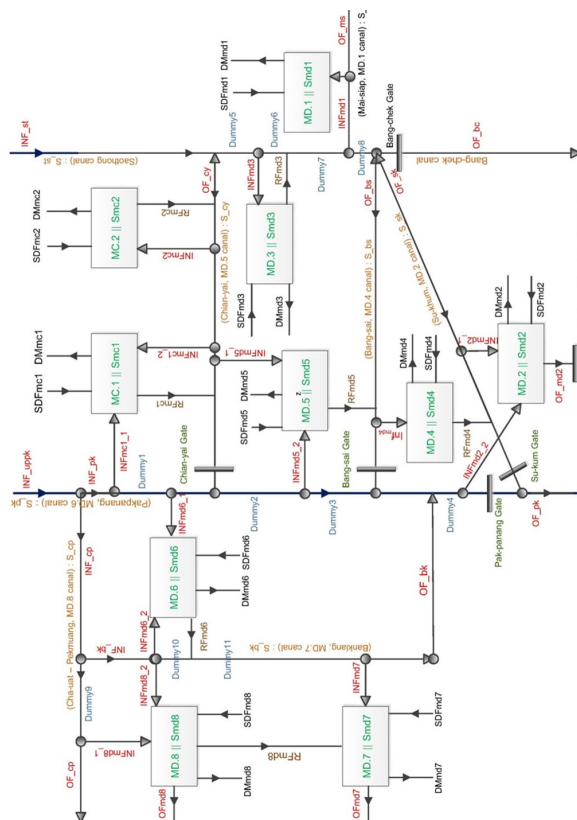 INF_st
(Saothong canal) : S_st
Dummy5
Dummy6
Dummy7
Dummy8
DMmd1
SDFmd1
MD.1 || Smd1
INFmd1
OF_ms
(Mai-siap, MD.1 canal) : S_
Bang-chek Gate
OF_bc
Bang-chek canal
OF_cy
INFmd3
RFmd3
MD.3 || Smd3
SDFmd3
DMmd3
DMmc2
SDFmc2
MC.2 || Smc2
RFmc2
INFmc2
(Chian-yai, MD.5 canal) : S_cy
DMmc1
SDFmc1
MC.1 || Smc1
INFmc1_2
RFmc1
INFmc1_1
INFmd5_1
MD.5 || Smd5
DMmd5
SDFmd5
RFmd5
INFmd5_2
OF_bs
(Bang-sai, MD.4 canal) : S_bs
OF_sk
(Su-kum, MD.2 canal) : S_sk
DMmd4
SDFmd4
MD.4 || Smd4
Infmd4
RFmd4
DMmd2
SDFmd2
INFmd2_1
MD.2 || Smd2
OF_md2
INFmd2_2
Chian-yai Gate
Bang-sai Gate
Su-kum Gate
Pak-panang Gate
OF_pk
INF_uppk
INF_pk
Dummy1
Dummy2
Dummy3
Dummy4
(Pakpanang, MD.6 canal) : S_pk
INFmd6_1
MD.6 || Smd6
SDFmd6
DMmd6
INFmd6_2
RFmd6
OF_bk
INF_cp
(Cha-uat – Pekmuang, MD.8 canal) : S_cp
INF_bk
Dummy10
Dummy11
(Banklang, MD.7 canal) : S_bk
Dummy9
INFmd8_1
INFmd8_2
MD.8 || Smd8
SDFmd8
DMmd8
RFmd8
INFmd7
MD.7 || Smd7
SDFmd7
DMmd7
OF_cp
OFmd8
OFmd7